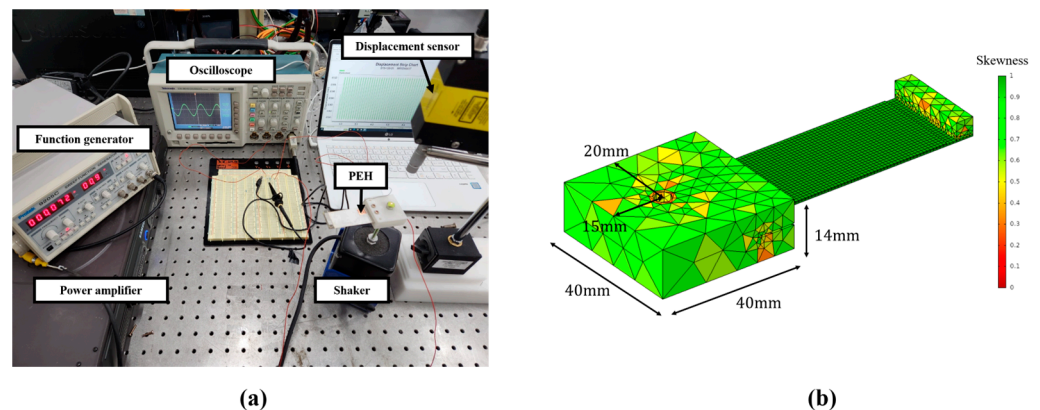 Displacement sensor
Oscilloscope
Function generator
PEH
Power amplifier
Shaker
Skewness
1
0.9
0.8
0.7
0.6
0.5
0.4
0.3
0.2
0.1
0
20mm
15mm
14mm
40mm
40mm
(a)
(b)